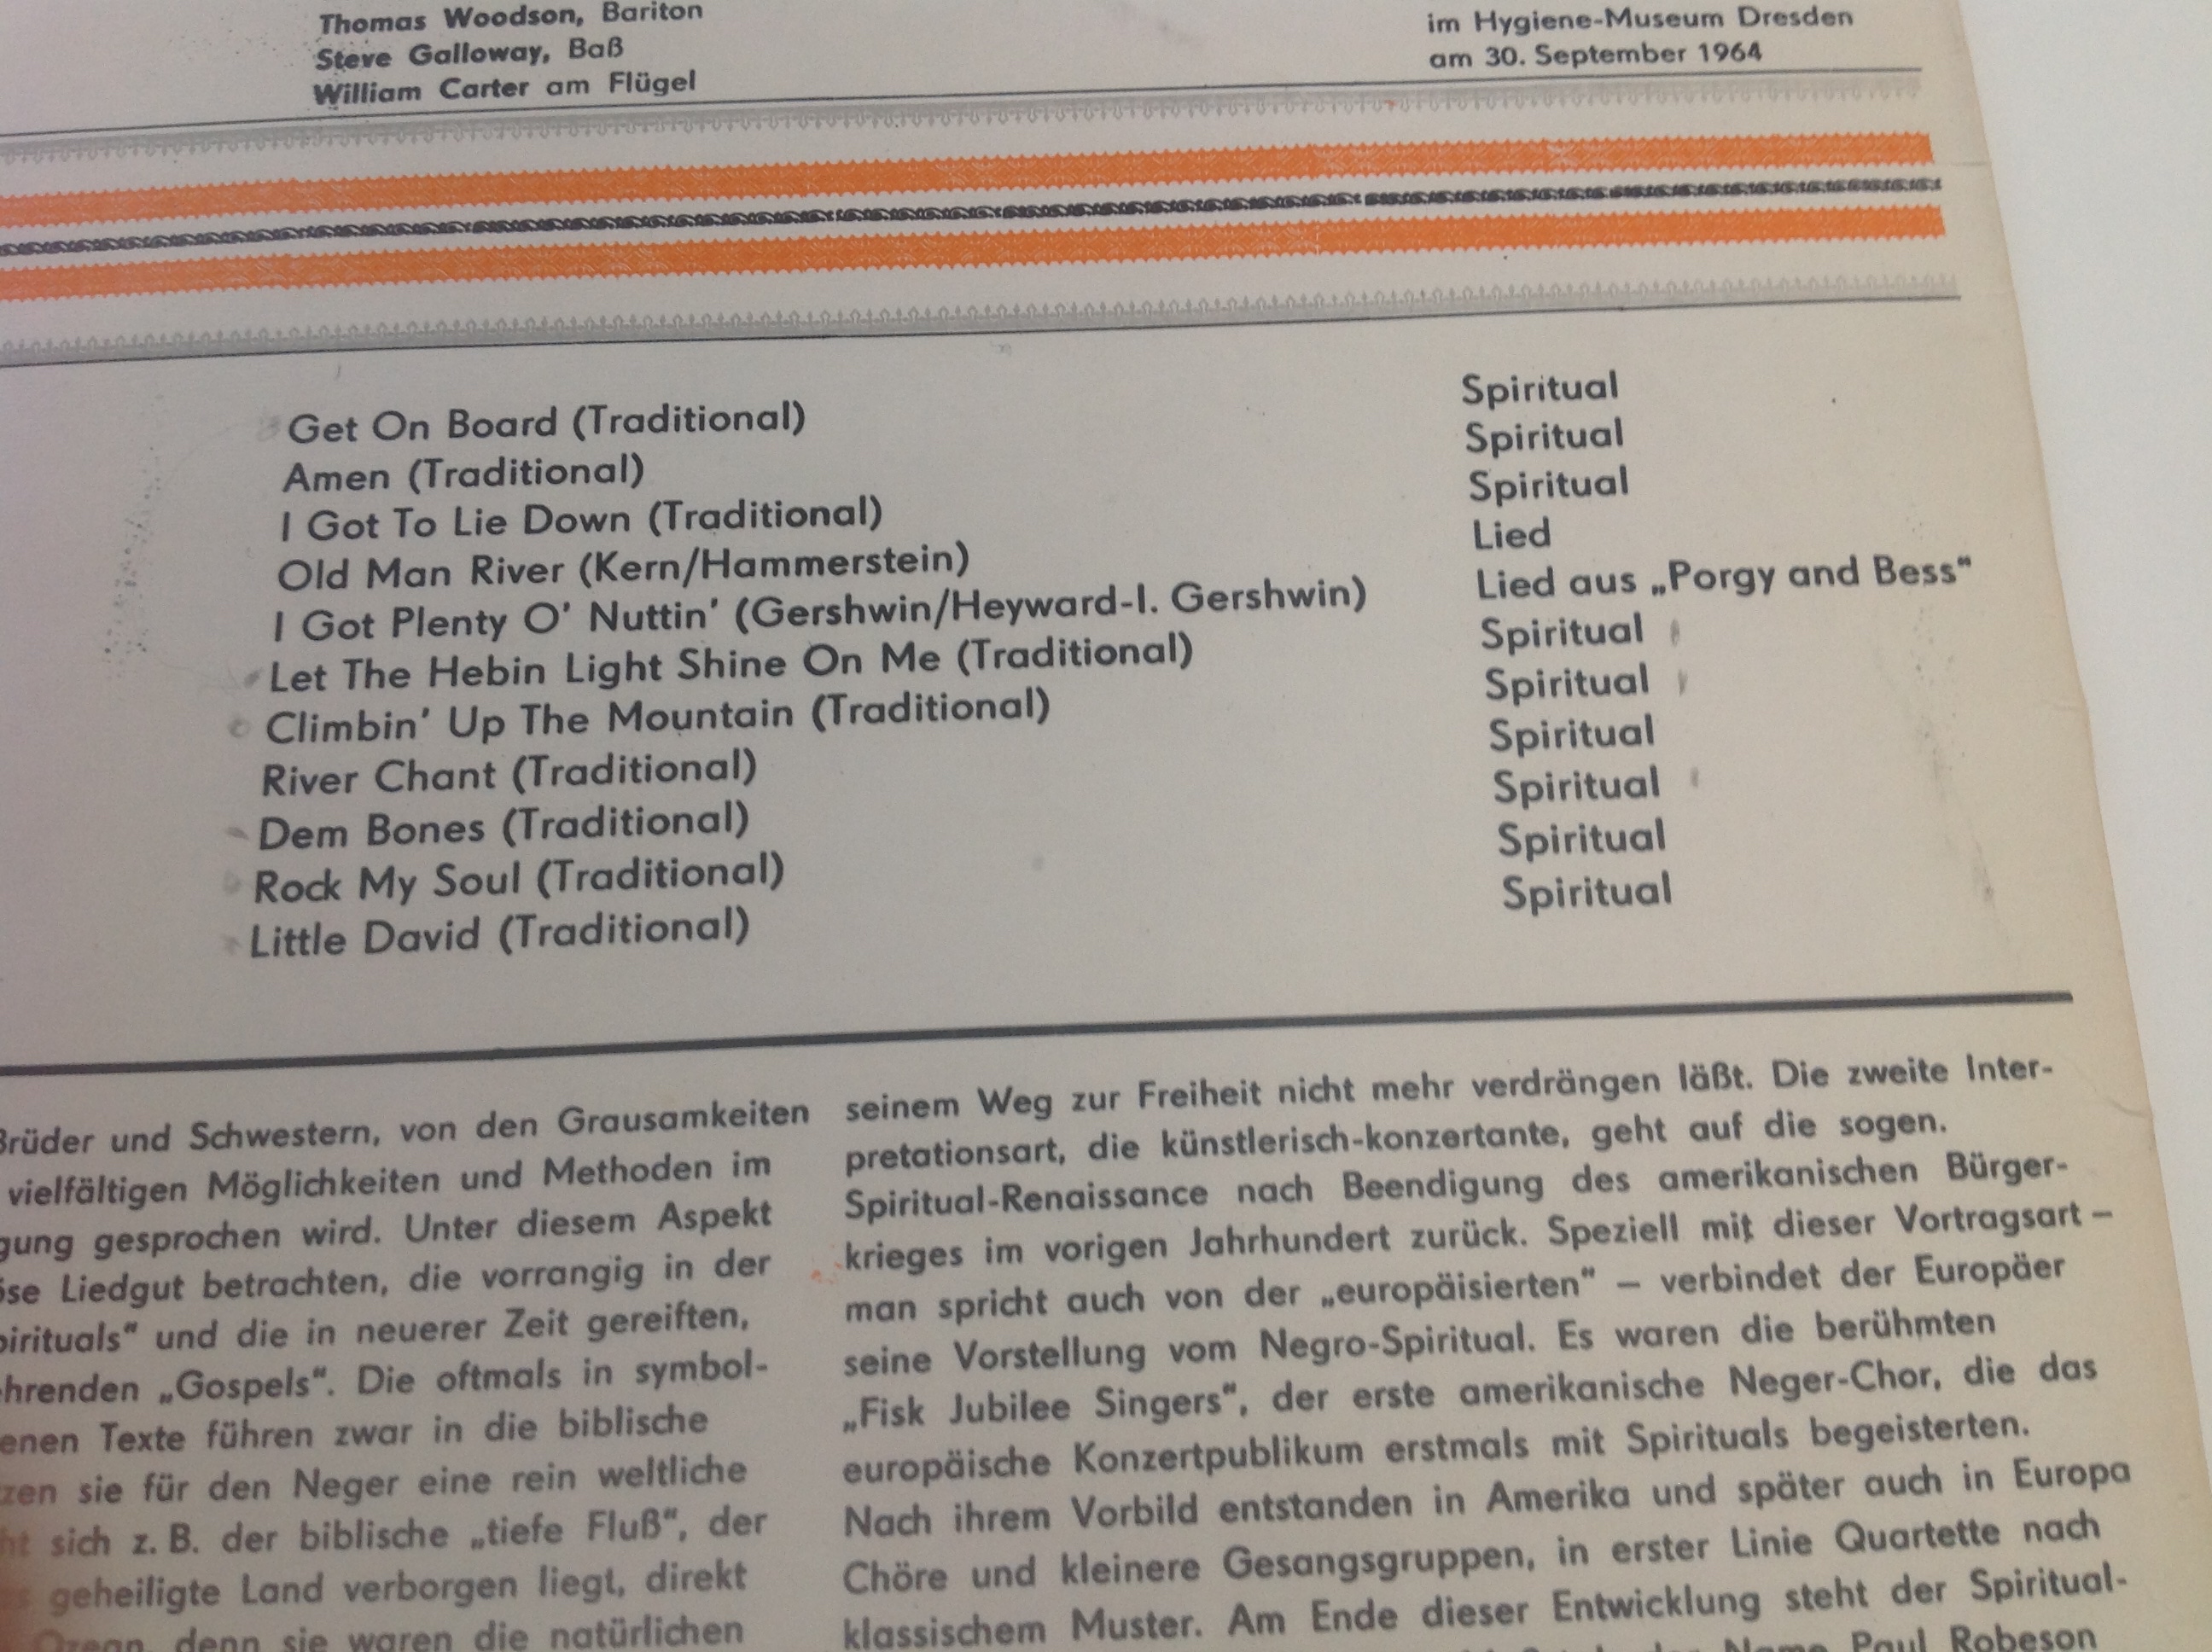 Thomas Woodson, Bariton
Steve Galloway, Baß
William Carter am Flügel
im Hygiene-Museum Dresden
am 30. September 1964
Get On Board (Traditional) Spiritual
Amen (Traditional) Spiritual
I Got To Lie Down (Traditional) Spiritual
Old Man River (Kern/Hammerstein) Lied
I Got Plenty O' Nuttin' (Gershwin/Heyward-I. Gershwin) Lied aus „Porgy and Bess“
Let The Hebin Light Shine On Me (Traditional) Spiritual
Climbin' Up The Mountain (Traditional) Spiritual
River Chant (Traditional) Spiritual
Dem Bones (Traditional) Spiritual
Rock My Soul (Traditional) Spiritual
Little David (Traditional) Spiritual
Brüder und Schwestern, von den Grausamkeiten
vielfältigen Möglichkeiten und Methoden im
gung gesprochen wird. Unter diesem Aspekt
öse Liedgut betrachten, die vorrangig in der
pirituals“ und die in neuerer Zeit gereiften,
hrenden „Gospels“. Die oftmals in symbol-
enen Texte führen zwar in die biblische
zen sie für den Neger eine rein weltliche
ht sich z. B. der biblische „tiefe Fluß“, der
geheiligte Land verborgen liegt, direkt
Ozean, denn sie waren die natürlichen
seinem Weg zur Freiheit nicht mehr verdrängen läßt. Die zweite Inter-
pretationsart, die künstlerisch-konzertante, geht auf die sogen.
Spiritual-Renaissance nach Beendigung des amerikanischen Bürger-
krieges im vorigen Jahrhundert zurück. Speziell mit dieser Vortragsart –
man spricht auch von der „europäisierten“ – verbindet der Europäer
seine Vorstellung vom Negro-Spiritual. Es waren die berühmten
„Fisk Jubilee Singers“, der erste amerikanische Neger-Chor, die das
europäische Konzertpublikum erstmals mit Spirituals begeisterten.
Nach ihrem Vorbild entstanden in Amerika und später auch in Europa
Chöre und kleinere Gesangsgruppen, in erster Linie Quartette nach
klassischem Muster. Am Ende dieser Entwicklung steht der Spiritual-
der Name Paul Robeson